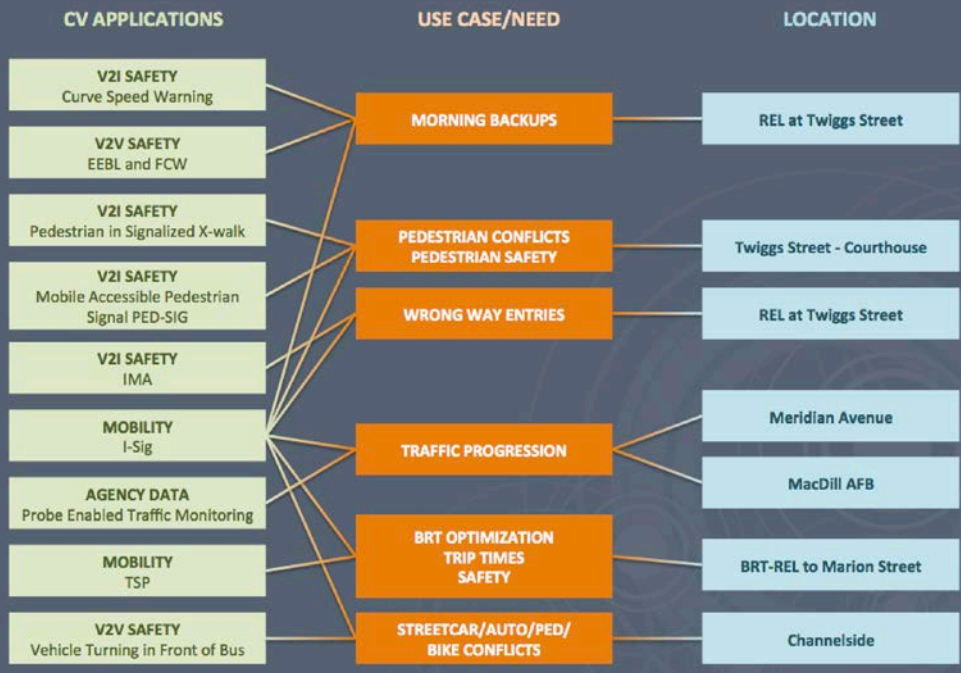 CV APPLICATIONS
USE CASE/NEED
LOCATION
V2I SAFETY
Curve Speed Warning
V2V SAFETY
EEBL and FCW
V2I SAFETY
Pedestrian in Signalized X-walk
V2I SAFETY
Mobile Accessible Pedestrian
Signal PED-SIG
V2I SAFETY
IMA
MOBILITY
I-Sig
AGENCY DATA
Probe Enabled Traffic Monitoring
MOBILITY
TSP
V2V SAFETY
Vehicle Turning in Front of Bus
MORNING BACKUPS
PEDESTRIAN CONFLICTS
PEDESTRIAN SAFETY
WRONG WAY ENTRIES
TRAFFIC PROGRESSION
BRT OPTIMIZATION
TRIP TIMES
SAFETY
STREETCAR/AUTO/PED/
BIKE CONFLICTS
REL at Twiggs Street
Twiggs Street - Courthouse
REL at Twiggs Street
Meridian Avenue
MacDill AFB
BRT-REL to Marion Street
Channelside